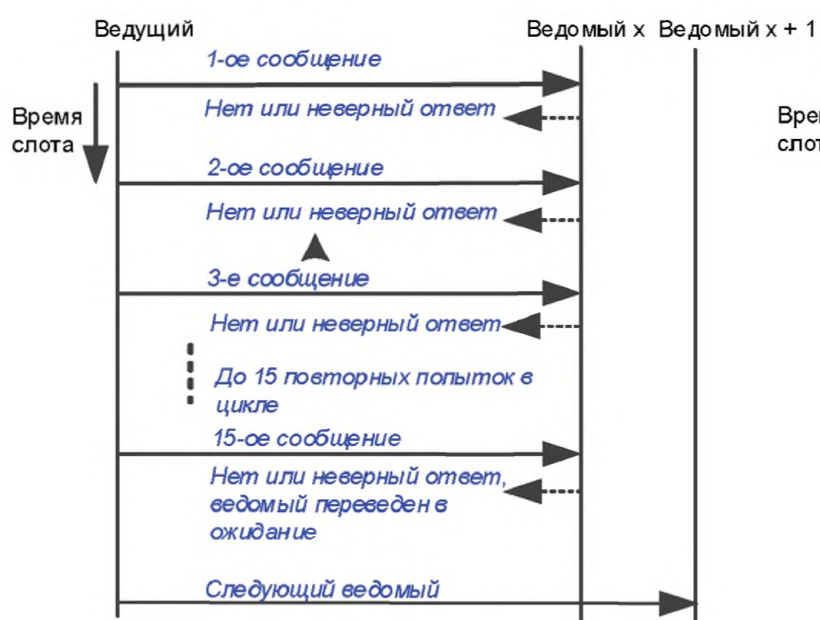 Ведущий
Ведомый x Ведомый x + 1
1-ое сообщение
Время
слота
Нет или неверный ответ
2-ое сообщение
Нет или неверный ответ
3-е сообщение
Нет или неверный ответ
До 15 повторных попыток в
цикле
15-ое сообщение
Нет или неверный ответ,
ведомый переведен в
ожидание
Следующий ведомый